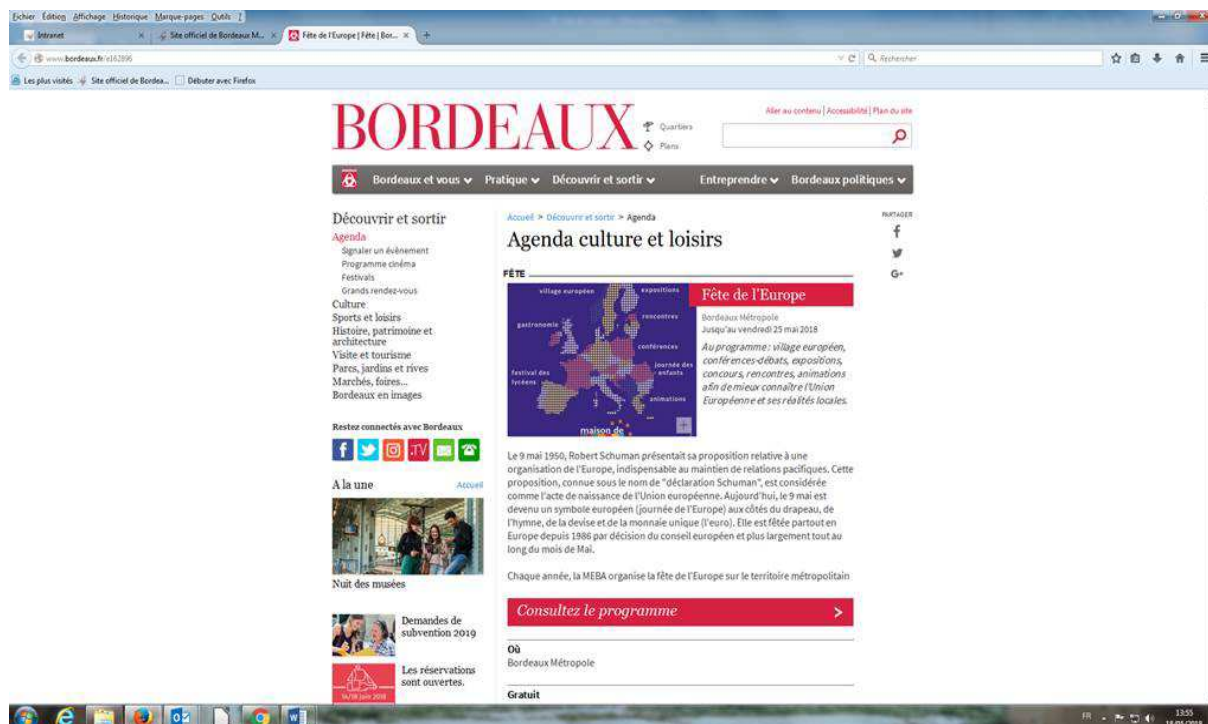 Fichier Édition Affichage Historique Marque-pages Outils ?
Intranet
Site officiel de Bordeaux M...
Fête de l'Europe | Fête | Bor...
www.bordeaux.fr/e162896
Rechercher
Les plus visités
Site officiel de Bordea...
Débuter avec Firefox
BORDEAUX
Quartiers
Plans
Aller au contenu | Accessibilité | Plan du site
Bordeaux et vous
Pratique
Découvrir et sortir
Entreprendre
Bordeaux politiques
Découvrir et sortir
Agenda
Signaler un évènement
Programme cinéma
Festivals
Grands rendez-vous
Culture
Sports et loisirs
Histoire, patrimoine et
architecture
Visite et tourisme
Parcs, jardins et rives
Marchés, foires...
Bordeaux en images
Restez connectés avec Bordeaux
.TV
A la une
Accueil
Nuit des musées
Demandes de
subvention 2019
Les réservations
sont ouvertes.
Accueil > Découvrir et sortir > Agenda
Agenda culture et loisirs
PARTAGER
FÊTE
village européen
expositions
gastronomie
rencontres
conférences
journée des
enfants
festival des
lycéens
animations
maison de
Fête de l'Europe
Bordeaux Métropole
Jusqu'au vendredi 25 mai 2018
Au programme : village européen,
conférences-débats, expositions,
concours, rencontres, animations
afin de mieux connaître l'Union
Européenne et ses réalités locales.
Le 9 mai 1950, Robert Schuman présentait sa proposition relative à une
organisation de l'Europe, indispensable au maintien de relations pacifiques. Cette
proposition, connue sous le nom de "déclaration Schuman", est considérée
comme l'acte de naissance de l'Union européenne. Aujourd'hui, le 9 mai est
devenu un symbole européen (journée de l'Europe) aux côtés du drapeau, de
l'hymne, de la devise et de la monnaie unique (l'euro). Elle est fêtée partout en
Europe depuis 1986 par décision du conseil européen et plus largement tout au
long du mois de Mai.
Chaque année, la MEBA organise la fête de l'Europe sur le territoire métropolitain
Consultez le programme
Où
Bordeaux Métropole
Gratuit
FR
13:55